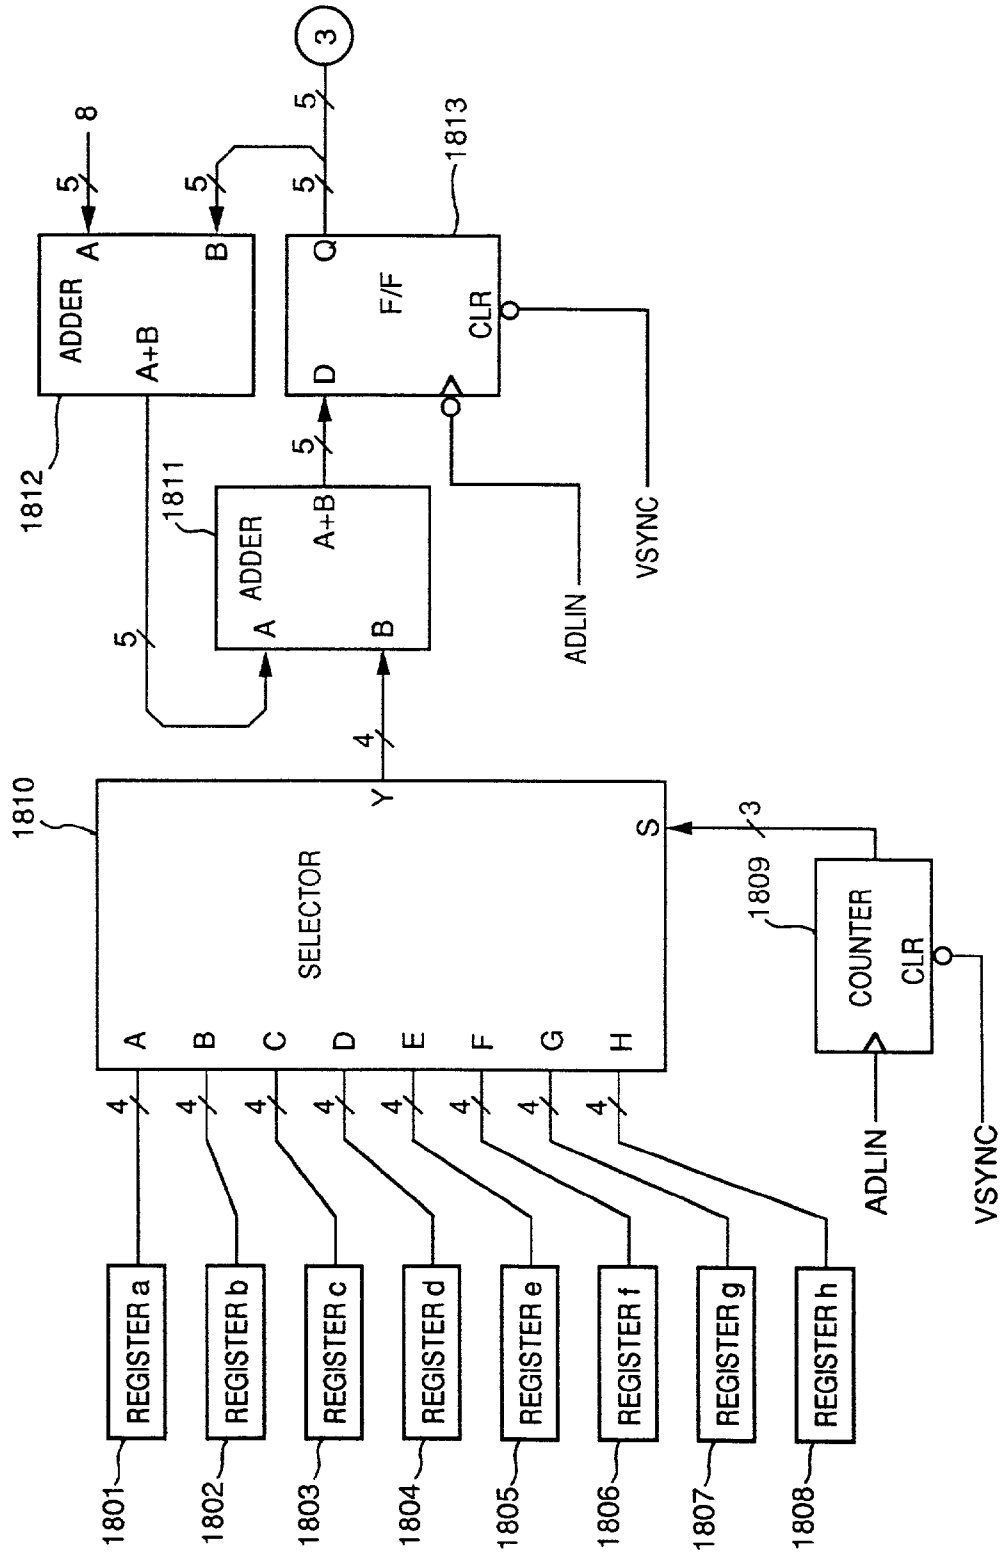 1801
REGISTER a
4
A
1802
REGISTER b
4
B
1803
REGISTER c
4
C
1804
REGISTER d
4
D
1805
REGISTER e
4
E
1806
REGISTER f
4
F
1807
REGISTER g
4
G
1808
REGISTER h
4
H
1810
SELECTOR
Y
S
4
3
1809
COUNTER
CLR
ADLIN
VSYNC
1811
ADDER
A
B
A+B
5
5
1812
ADDER
A+B
A
B
5
8
5
1813
F/F
D
Q
CLR
5
5
3
ADLIN
VSYNC